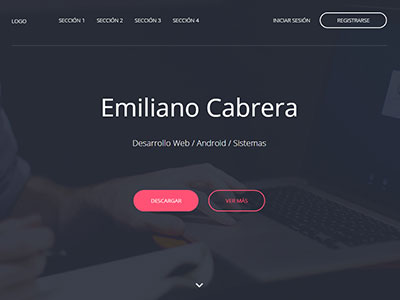 LOGO SECCIÓN 1 SECCIÓN 2 SECCIÓN 3 SECCIÓN 4 INICIAR SESIÓN REGISTRARSE
Emiliano Cabrera
Desarrollo Web / Android / Sistemas
DESCARGAR VER MÁS